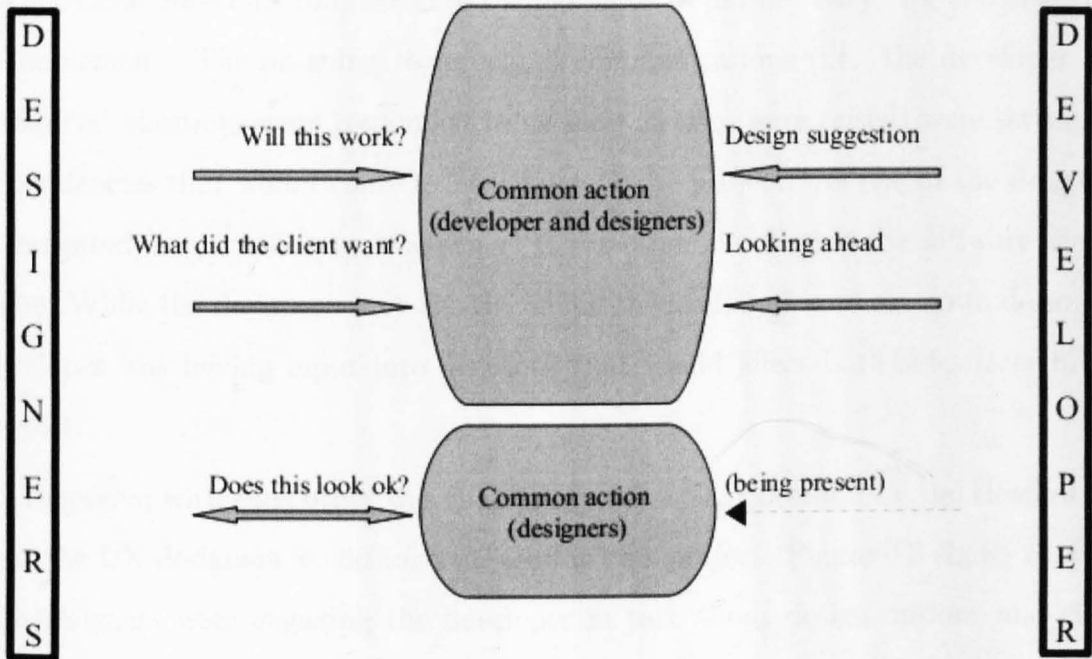 DESIGNERS
Will this work?
What did the client want?
Does this look ok?
Common action
(developer and designers)
Common action
(designers)
Design suggestion
Looking ahead
(being present)
DEVELOPER